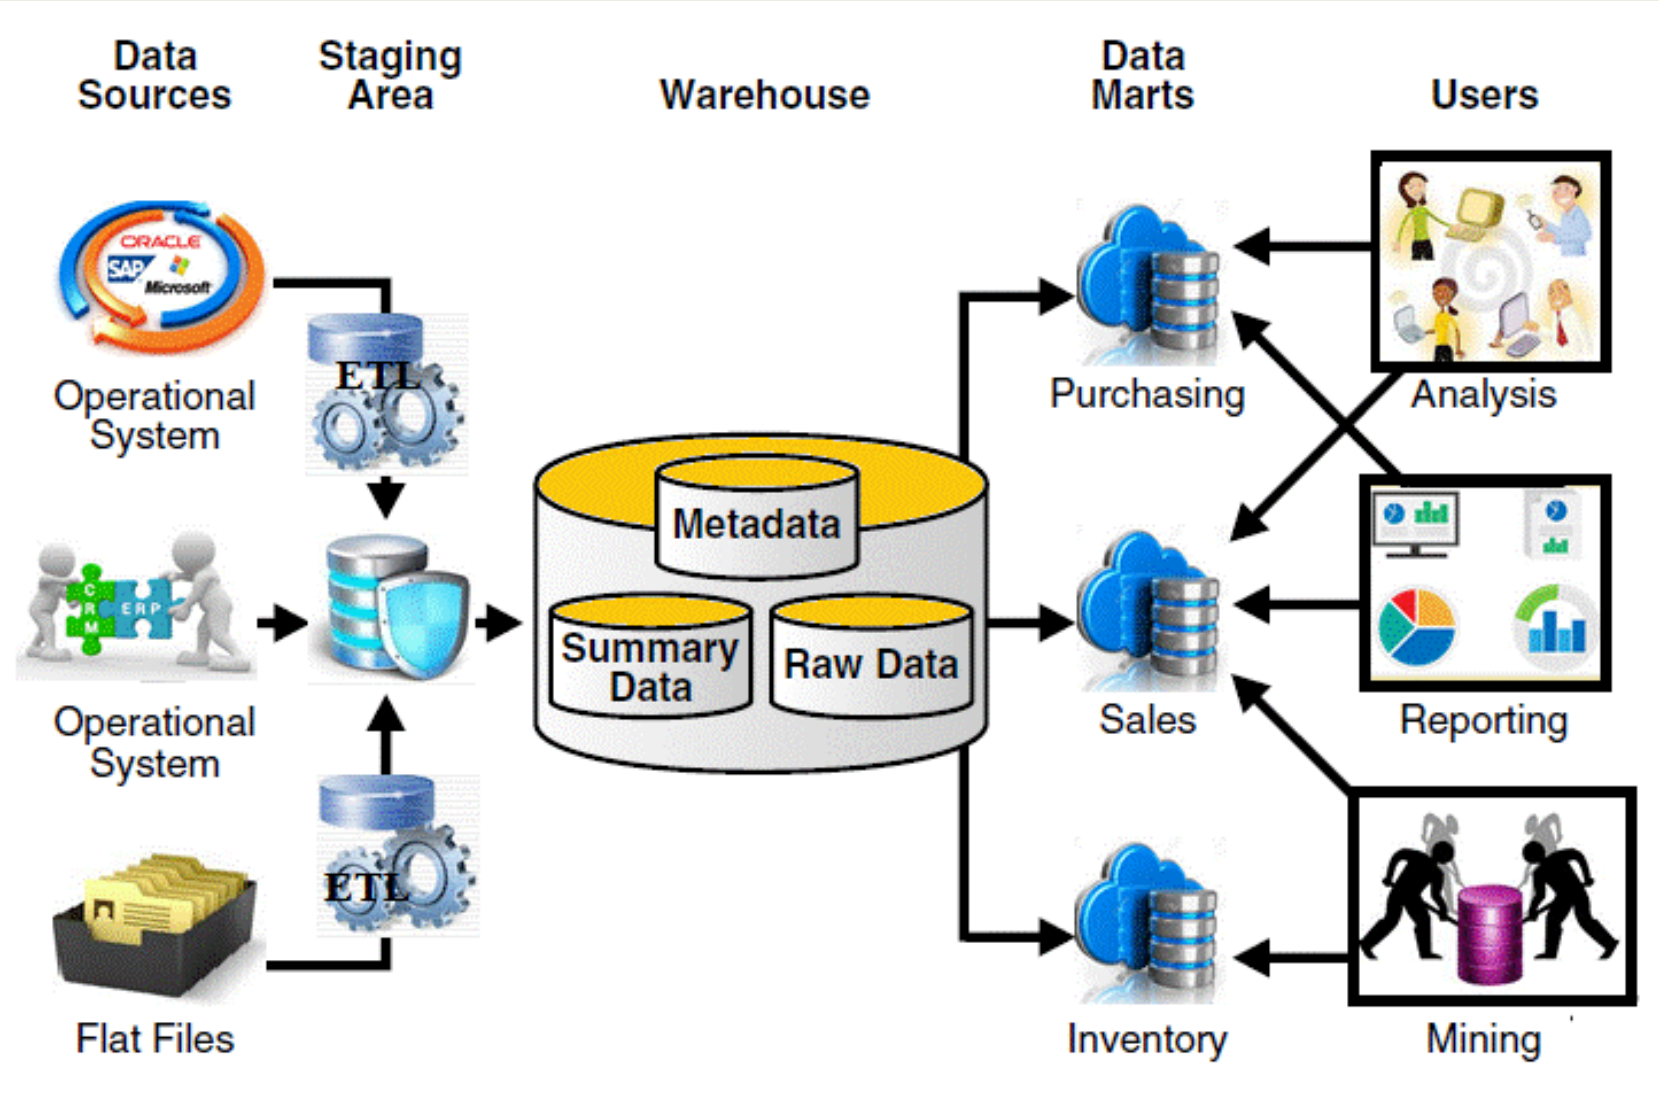 Data
Sources
Staging
Area
Warehouse
Data
Marts
Users
ORACLE
SAP
Microsoft
Operational
System
ETL
Purchasing
Analysis
C
R
M
ERP
Operational
System
Metadata
Summary
Data
Raw Data
Sales
Reporting
ETL
Flat Files
Inventory
Mining